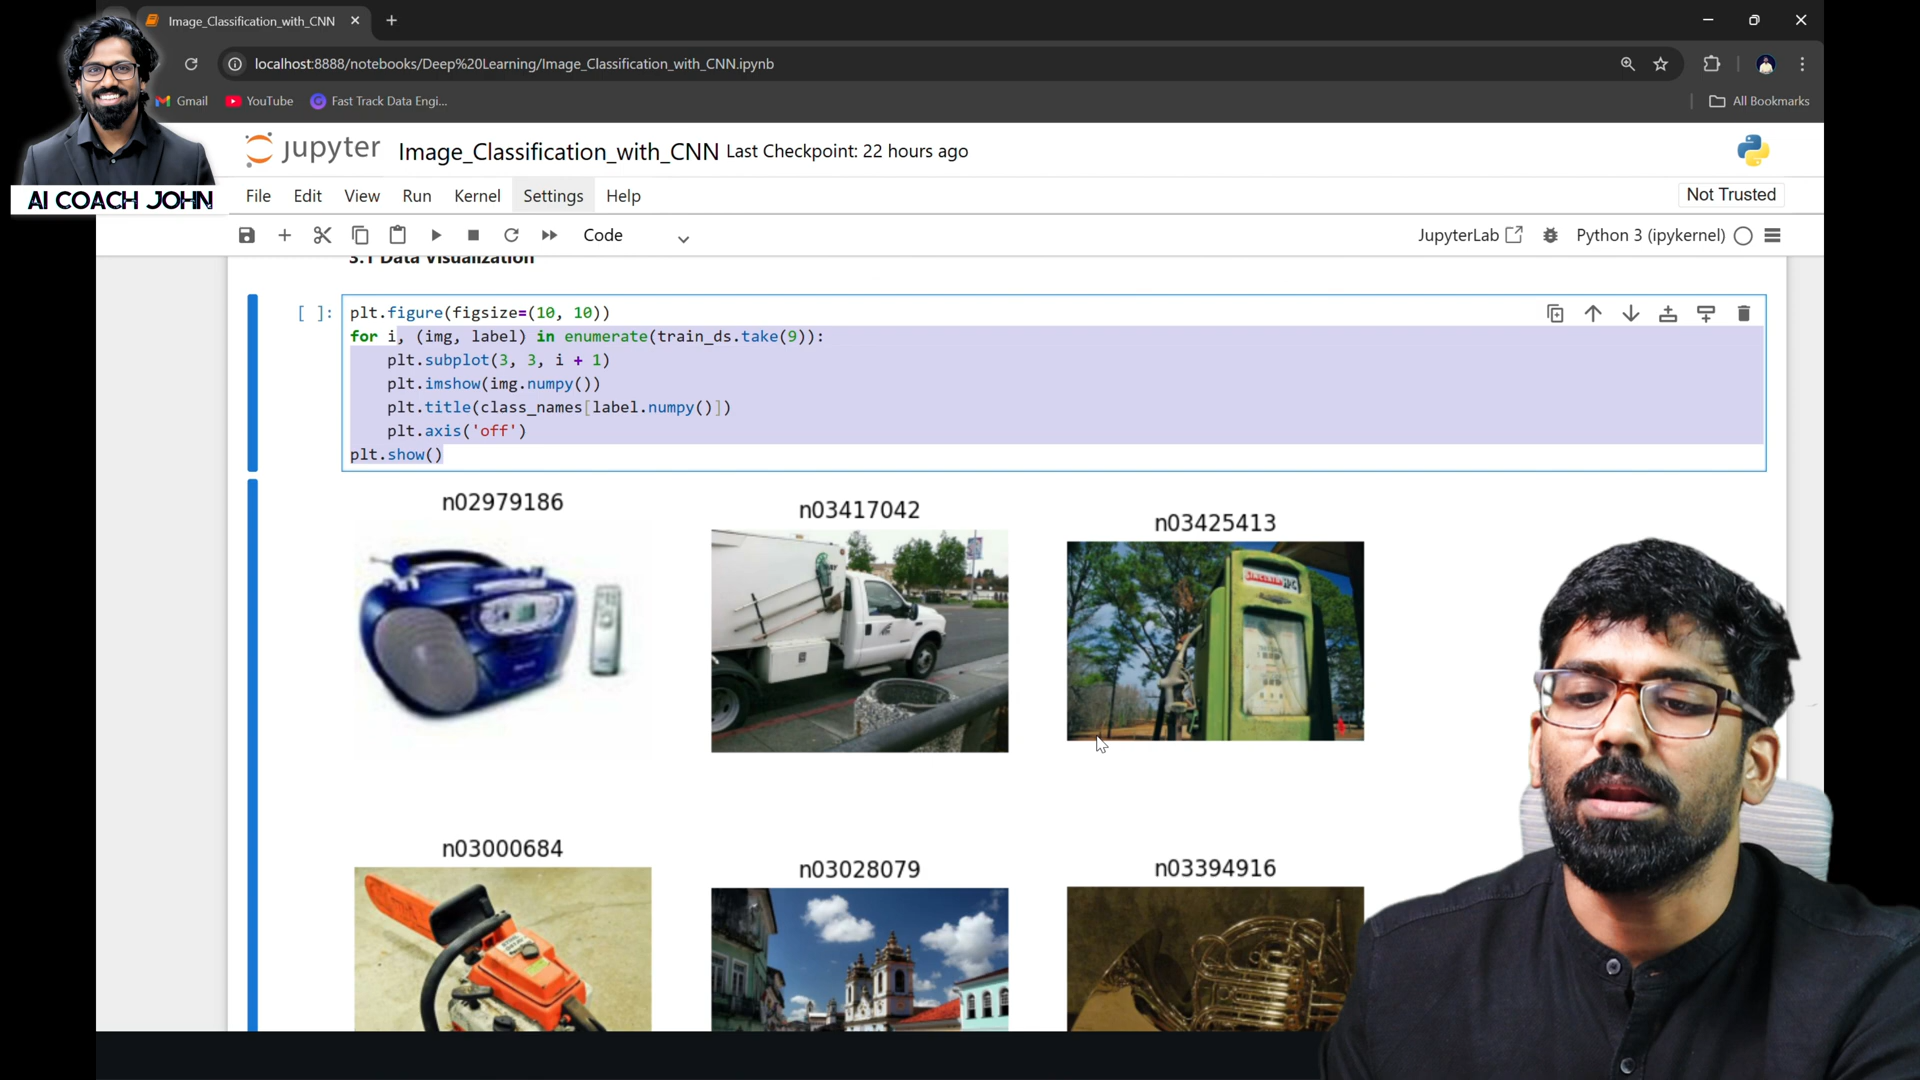 Image_Classification_with_CNN
localhost:8888/notebooks/Deep%20Learning/Image_Classification_with_CNN.ipynb
Gmail
YouTube
Fast Track Data Engi...
All Bookmarks
AI COACH JOHN
jupyter
Image_Classification_with_CNN Last Checkpoint: 22 hours ago
File Edit View Run Kernel Settings Help
Not Trusted
Code
JupyterLab
Python 3 (ipykernel)
3.1 Data Visualization
[ ]:
plt.figure(figsize=(10, 10))
for i, (img, label) in enumerate(train_ds.take(9)):
    plt.subplot(3, 3, i + 1)
    plt.imshow(img.numpy())
    plt.title(class_names[label.numpy()])
    plt.axis('off')
plt.show()
n02979186
n03417042
n03425413
n03000684
n03028079
n03394916